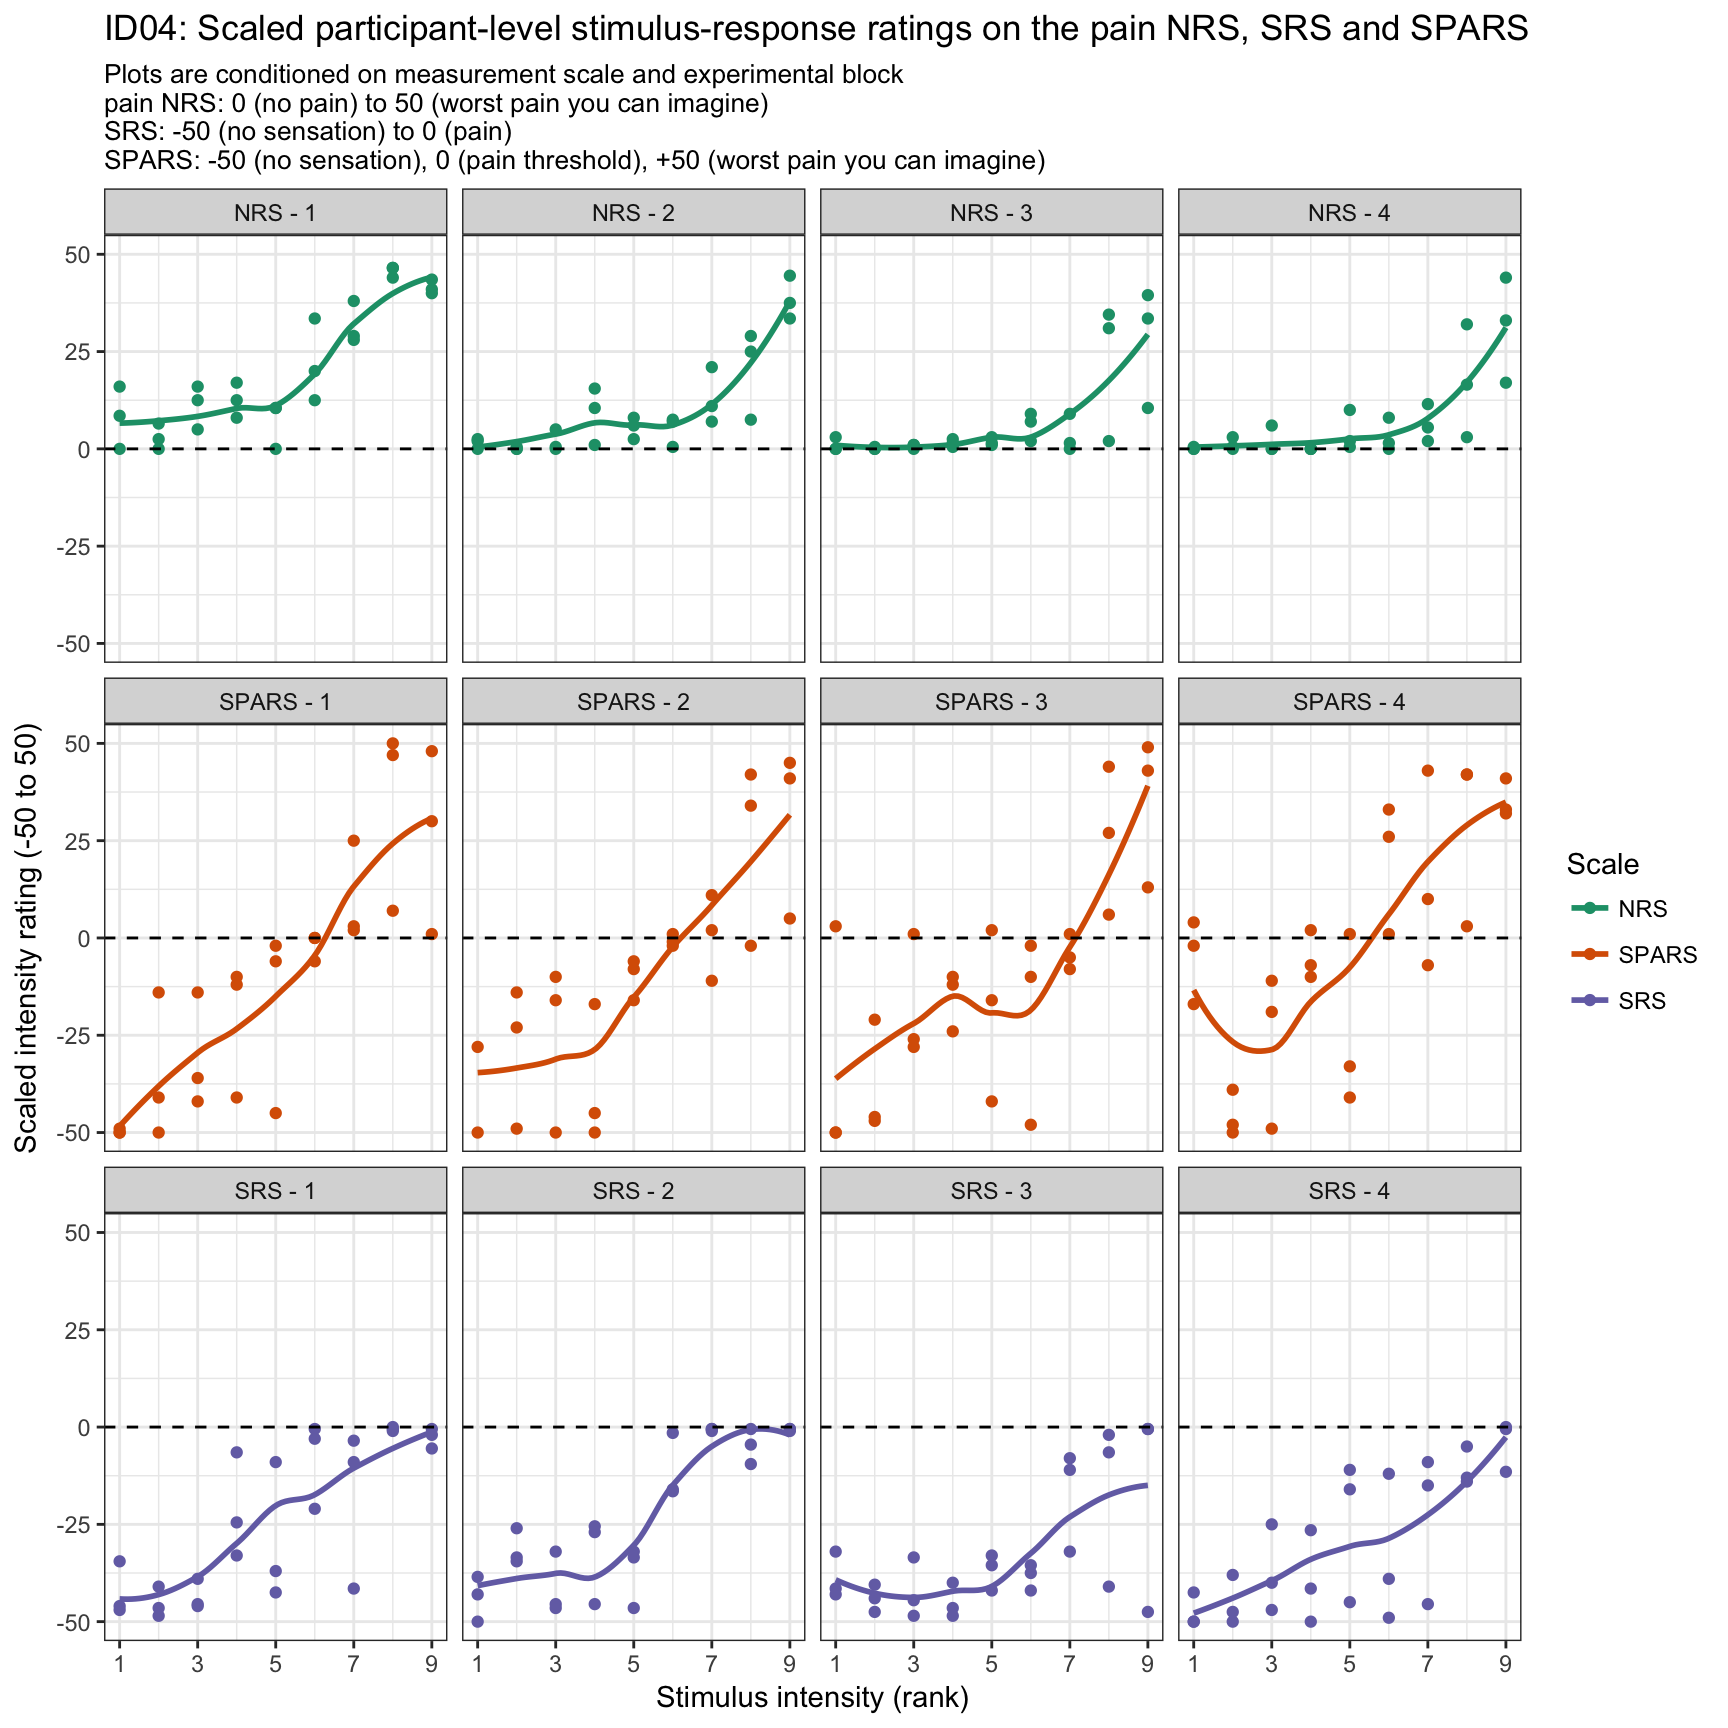 ID04: Scaled participant-level stimulus-response ratings on the pain NRS, SRS and SPARS
Plots are conditioned on measurement scale and experimental block
pain NRS: 0 (no pain) to 50 (worst pain you can imagine)
SRS: -50 (no sensation) to 0 (pain)
SPARS: -50 (no sensation), 0 (pain threshold), +50 (worst pain you can imagine)
NRS - 1 NRS - 2 NRS - 3 NRS - 4
50
25
0
-25
-50
SPARS - 1 SPARS - 2 SPARS - 3 SPARS - 4
50
25
0
-25
-50
SRS - 1 SRS - 2 SRS - 3 SRS - 4
50
25
0
-25
-50
1 3 5 7 9 1 3 5 7 9 1 3 5 7 9 1 3 5 7 9
Stimulus intensity (rank)
Scaled intensity rating (-50 to 50)
Scale
NRS
SPARS
SRS